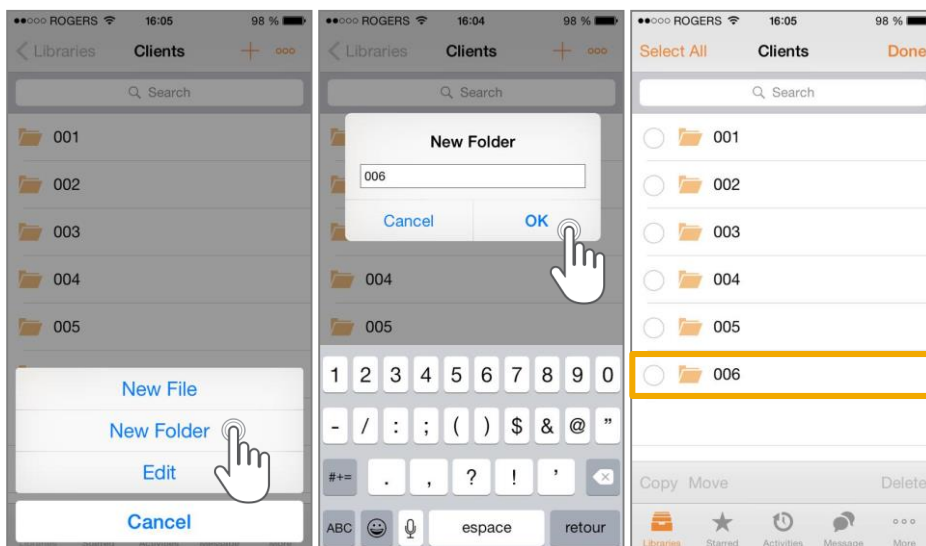 ●●○○○ ROGERS 16:05 98 %
< Libraries Clients + ooo
Search
001
002
003
004
005
New File
New Folder
Edit
Cancel
●●○○○ ROGERS 16:04 98 %
< Libraries Clients + ooo
Search
New Folder
006
Cancel OK
004
005
1 2 3 4 5 6 7 8 9 0
- / : ; ( ) $ & @ "
#+= . , ? ! '
ABC espace retour
●●○○○ ROGERS 16:05 98 %
Select All Clients Done
Search
001
002
003
004
005
006
Copy Move Delete
Libraries Starred Activities Message More